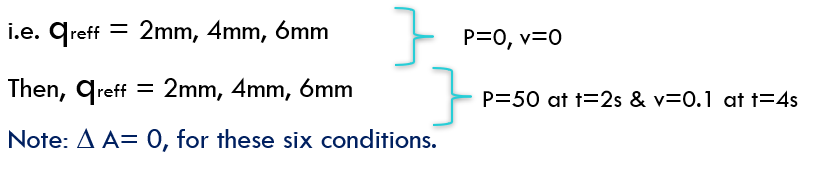 i.e. qreff = 2mm, 4mm, 6mm
P=0, v=0
Then, qreff = 2mm, 4mm, 6mm
P=50 at t=2s & v=0.1 at t=4s
Note: Δ A= 0, for these six conditions.